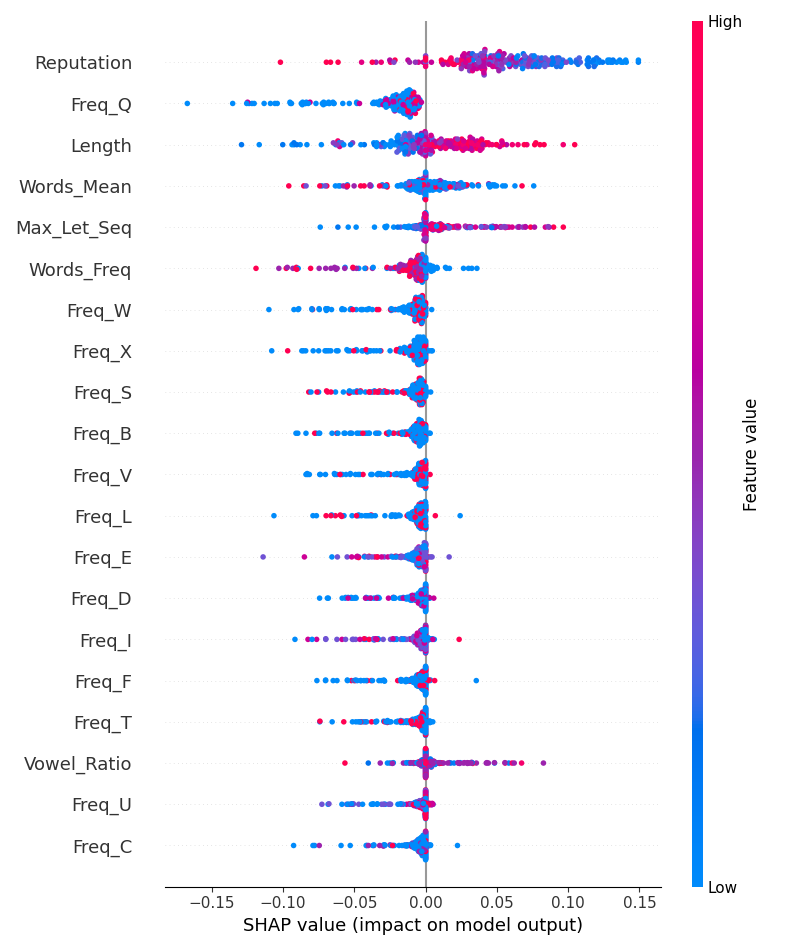 High
Reputation
Freq_Q
Length
Words_Mean
Max_Let_Seq
Words_Freq
Freq_W
Freq_X
Freq_S
Freq_B
Freq_V
Freq_L
Freq_E
Freq_D
Freq_I
Freq_F
Freq_T
Vowel_Ratio
Freq_U
Freq_C
Feature value
Low
−0.15 −0.10 −0.05 0.00 0.05 0.10 0.15
SHAP value (impact on model output)